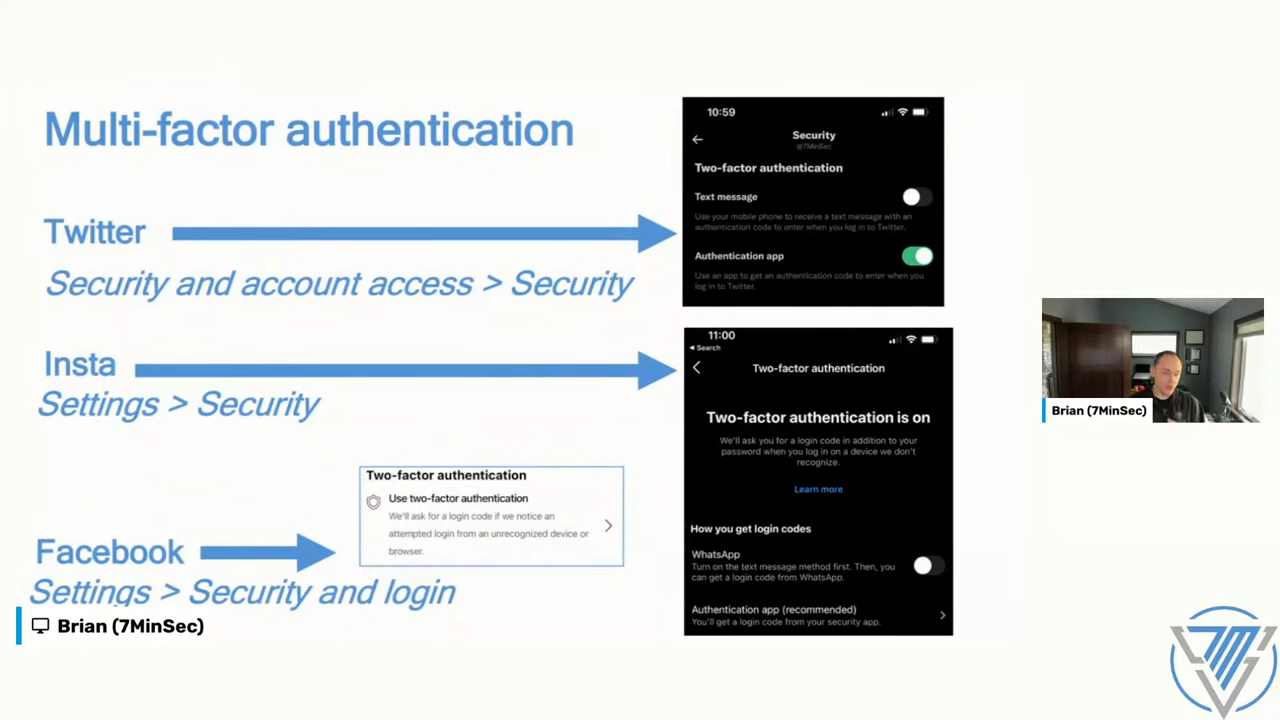 Multi-factor authentication
Twitter
Security and account access > Security
Insta
Settings > Security
Two-factor authentication
Use two-factor authentication
We'll ask for a login code if we notice an
attempted login from an unrecognized device or
browser.
Facebook
Settings > Security and login
Brian (7MinSec)
10:59
Security
@7MinSec
Two-factor authentication
Text message
Use your mobile phone to receive a text message with an
authentication code to enter when you log in to Twitter.
Authentication app
Use an app to get an authentication code to enter when you
log in to Twitter.
11:00
Search
Two-factor authentication
Two-factor authentication is on
We'll ask you for a login code in addition to your
password when you log in on a device we don't
recognize.
Learn more
How you get login codes
WhatsApp
Turn on the text message method first. Then, you
can get a login code from WhatsApp.
Authentication app (recommended)
You'll get a login code from your security app.
Brian (7MinSec)
7MS